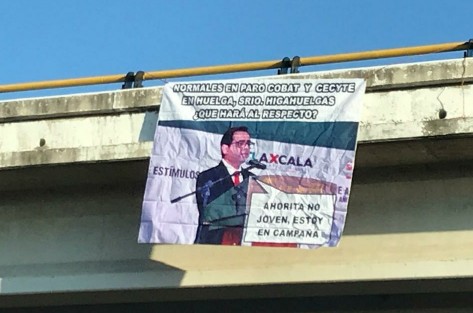 NORMALES EN PARO COBAT Y CECYTE
EN HUELGA, SRIO. HIGAHUELGAS
¿QUE HARÁ AL RESPECTO?
LAXCALA
ESTÍMULOS
AHORITA NO
JOVEN, ESTOY
EN CAMPAÑA